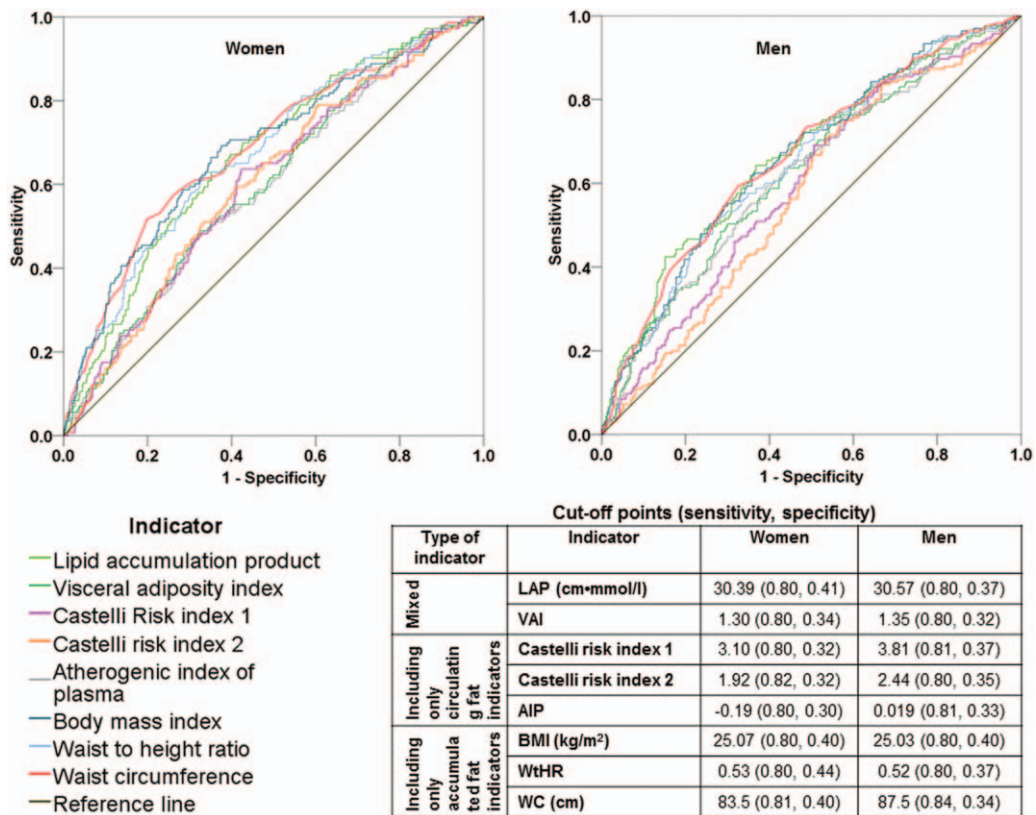 Women
Men
1.0
0.8
0.6
0.4
0.2
0.0
Sensitivity
0.0 0.2 0.4 0.6 0.8 1.0
1 - Specificity
1.0
0.8
0.6
0.4
0.2
0.0
Sensitivity
0.0 0.2 0.4 0.6 0.8 1.0
1 - Specificity
Indicator
Lipid accumulation product
Visceral adiposity index
Castelli Risk index 1
Castelli risk index 2
Atherogenic index of
plasma
Body mass index
Waist to height ratio
Waist circumference
Reference line
Cut-off points (sensitivity, specificity)
Type of
indicator
Indicator Women Men
Mixed
LAP (cm•mmol/l) 30.39 (0.80, 0.41) 30.57 (0.80, 0.37)
VAI 1.30 (0.80, 0.34) 1.35 (0.80, 0.32)
Including
only
circulatin
g fat
indicators
Castelli risk index 1 3.10 (0.80, 0.32) 3.81 (0.81, 0.37)
Castelli risk index 2 1.92 (0.82, 0.32) 2.44 (0.80, 0.35)
AIP -0.19 (0.80, 0.30) 0.019 (0.81, 0.33)
Including
only
accumula
ted fat
indicators
BMI (kg/m²) 25.07 (0.80, 0.40) 25.03 (0.80, 0.40)
WtHR 0.53 (0.80, 0.44) 0.52 (0.80, 0.37)
WC (cm) 83.5 (0.81, 0.40) 87.5 (0.84, 0.34)